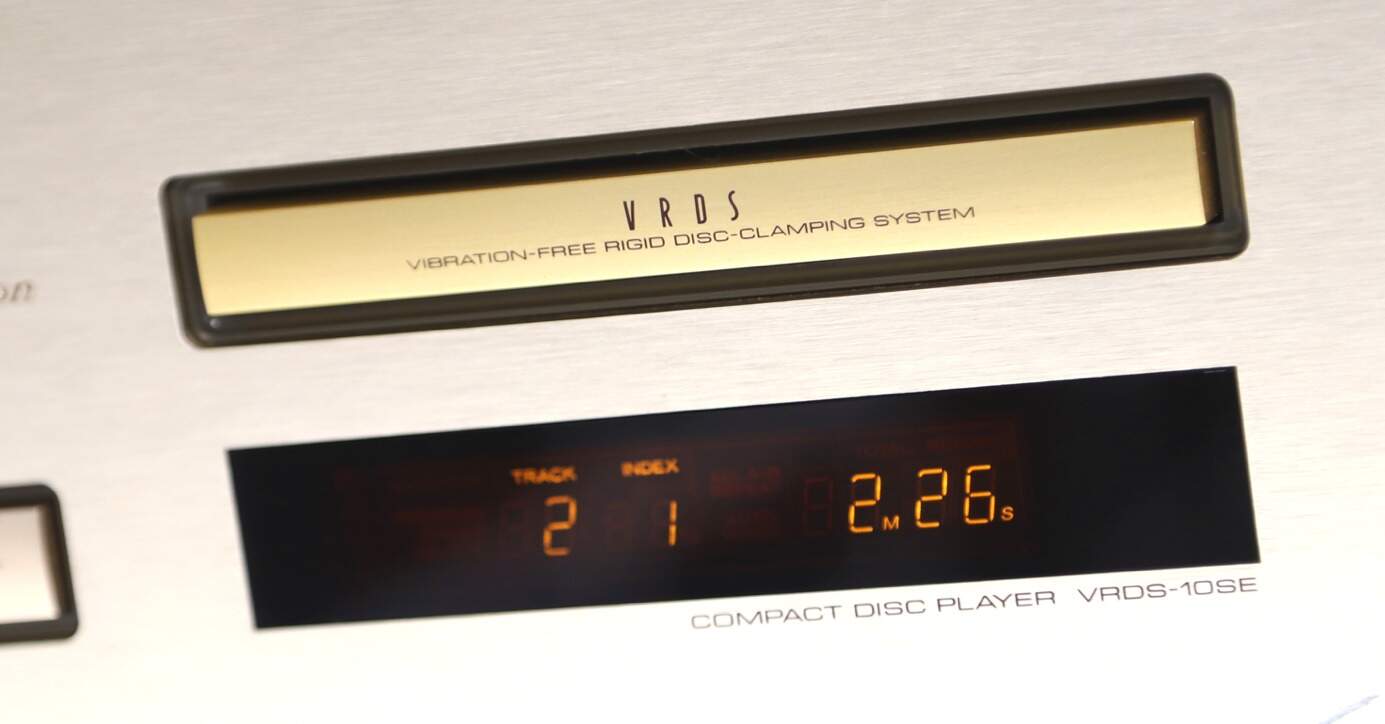 VRDS
VIBRATION-FREE RIGID DISC-CLAMPING SYSTEM
TRACK INDEX
2 1 2M 26S
COMPACT DISC PLAYER VRDS-10SE